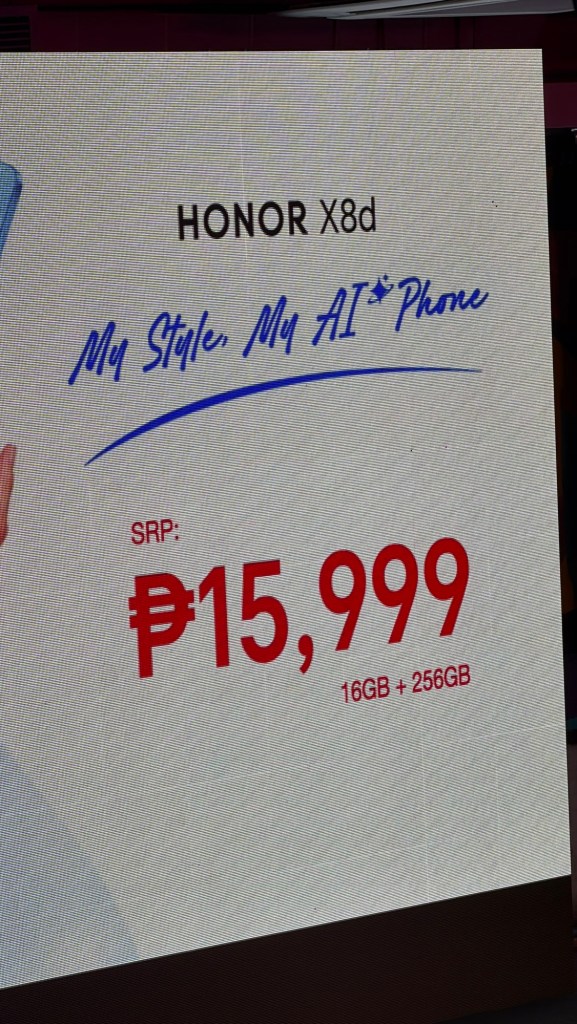 HONOR X8d
My Style, My AI Phone
SRP:
₱15,999
16GB + 256GB